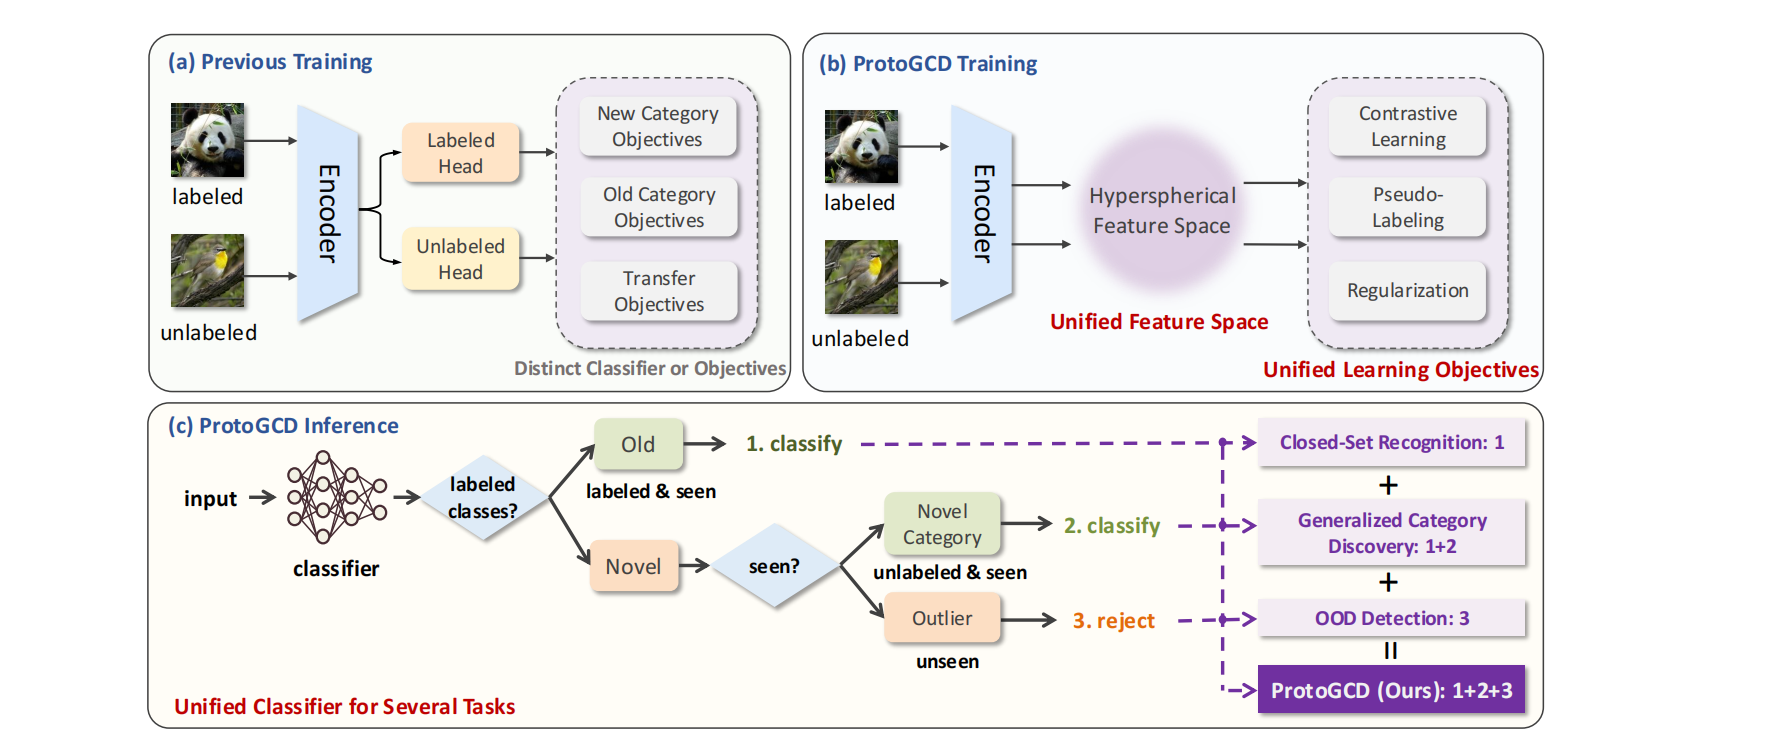 (a) Previous Training
labeled
unlabeled
Encoder
Labeled
Head
Unlabeled
Head
New Category
Objectives
Old Category
Objectives
Transfer
Objectives
Distinct Classifier or Objectives
(b) ProtoGCD Training
labeled
unlabeled
Encoder
Hyperspherical
Feature Space
Unified Feature Space
Contrastive
Learning
Pseudo-
Labeling
Regularization
Unified Learning Objectives
(c) ProtoGCD Inference
input
classifier
labeled
classes?
Old
labeled & seen
1. classify
Novel
seen?
Novel
Category
unlabeled & seen
2. classify
Outlier
unseen
3. reject
Closed-Set Recognition: 1
+
Generalized Category
Discovery: 1+2
+
OOD Detection: 3
=
ProtoGCD (Ours): 1+2+3
Unified Classifier for Several Tasks